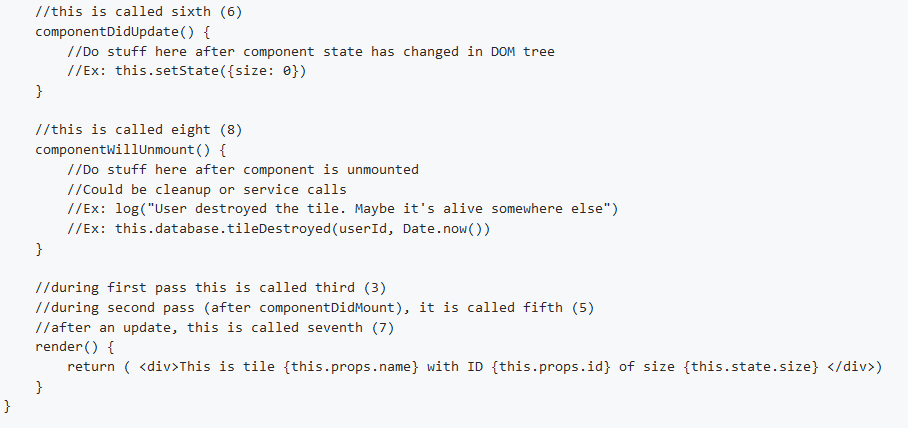 //this is called sixth (6)
componentDidUpdate() {
//Do stuff here after component state has changed in DOM tree
//Ex: this.setState({size: 0})
}
//this is called eight (8)
componentWillUnmount() {
//Do stuff here after component is unmounted
//Could be cleanup or service calls
//Ex: log("User destroyed the tile. Maybe it's alive somewhere else")
//Ex: this.database.tileDestroyed(userId, Date.now())
}
//during first pass this is called third (3)
//during second pass (after componentDidMount), it is called fifth (5)
//after an update, this is called seventh (7)
render() {
return ( <div>This is tile {this.props.name} with ID {this.props.id} of size {this.state.size} </div>)
}
}